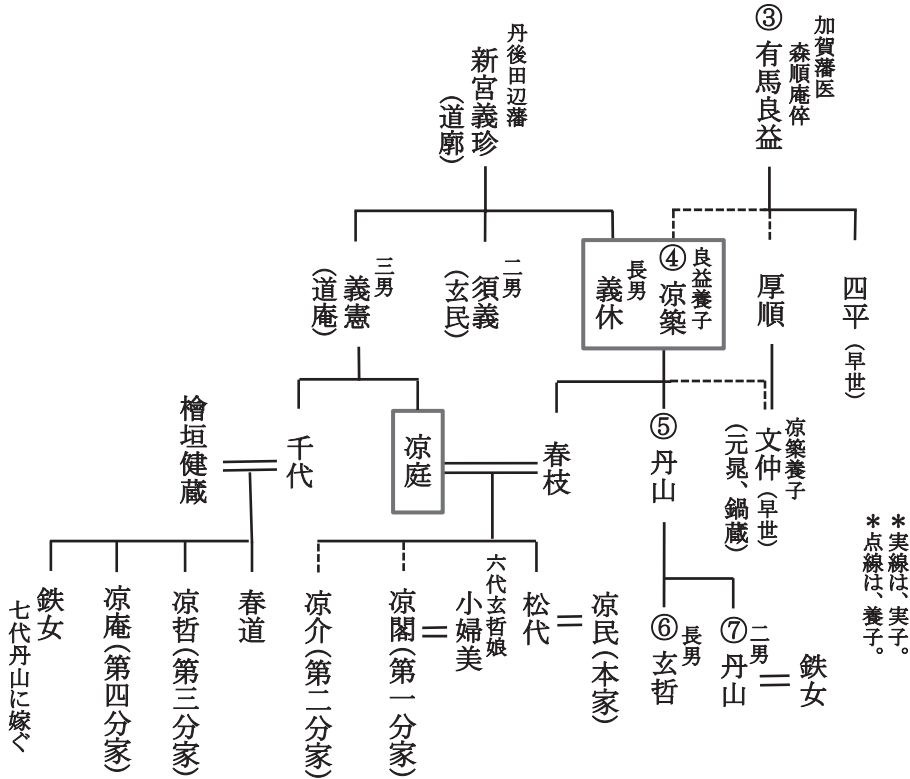 加賀藩医
森順庵倅
③有馬良益
丹後田辺藩
新宮義珍
（道廓）
四平（早世）
厚順
良益養子
④凉築
長男
義休
二男
須義
（玄民）
三男
義憲
（道庵）
凉築養子
文仲（早世）
（元晁、鍋蔵）
⑤丹山
春枝
凉庭
千代
檜垣健蔵
＊実線は、実子。
＊点線は、養子。
鉄女
二男
⑦丹山
長男
⑥玄哲
凉民（本家）
松代
六代玄哲娘
小婦美
凉閣（第一分家）
凉介（第二分家）
春道
凉哲（第三分家）
凉庵（第四分家）
鉄女
七代丹山に嫁ぐ